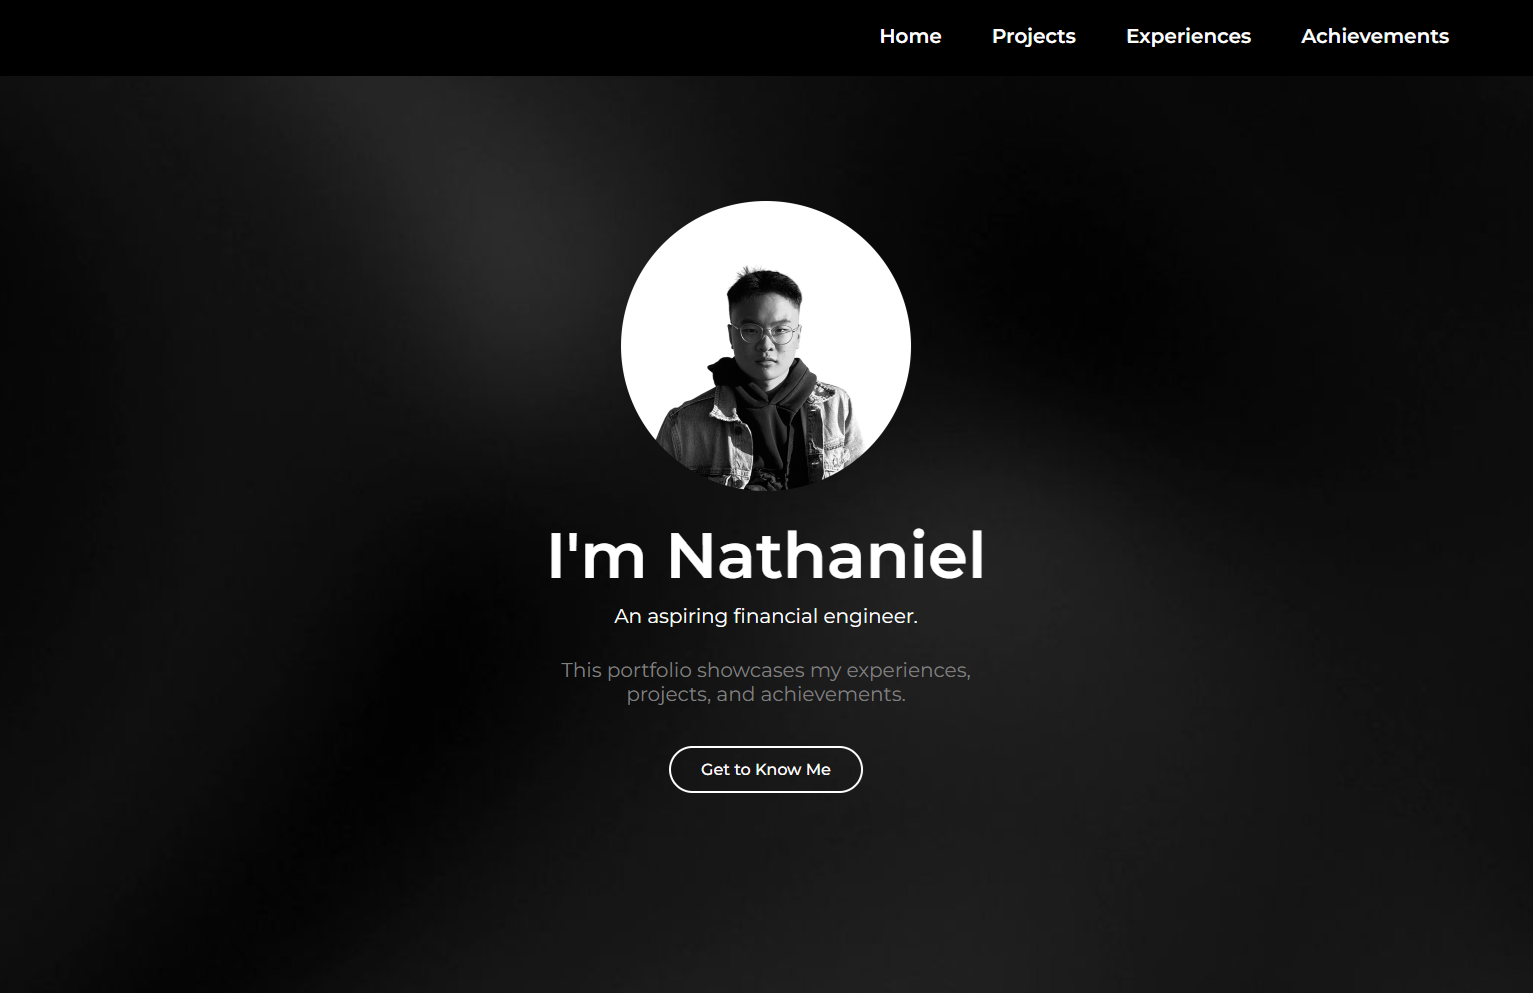 Home Projects Experiences Achievements
I'm Nathaniel
An aspiring financial engineer.
This portfolio showcases my experiences,
projects, and achievements.
Get to Know Me